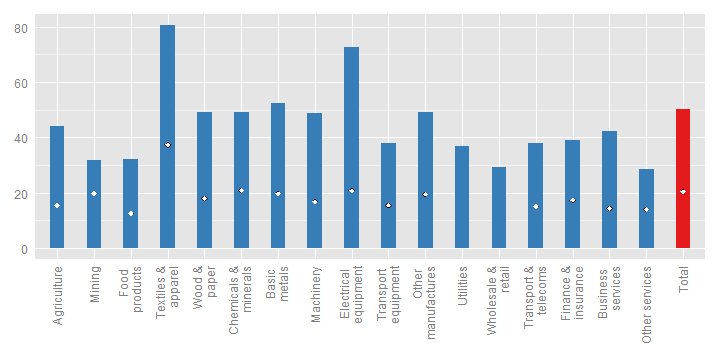 80
60
40
20
0
Agriculture
Mining
Food
products
Textiles &
apparel
Wood &
paper
Chemicals &
minerals
Basic
metals
Machinery
Electrical
equipment
Transport
equipment
Other
manufactures
Utilities
Wholesale &
retail
Transport &
telecoms
Finance &
insurance
Business
services
Other services
Total